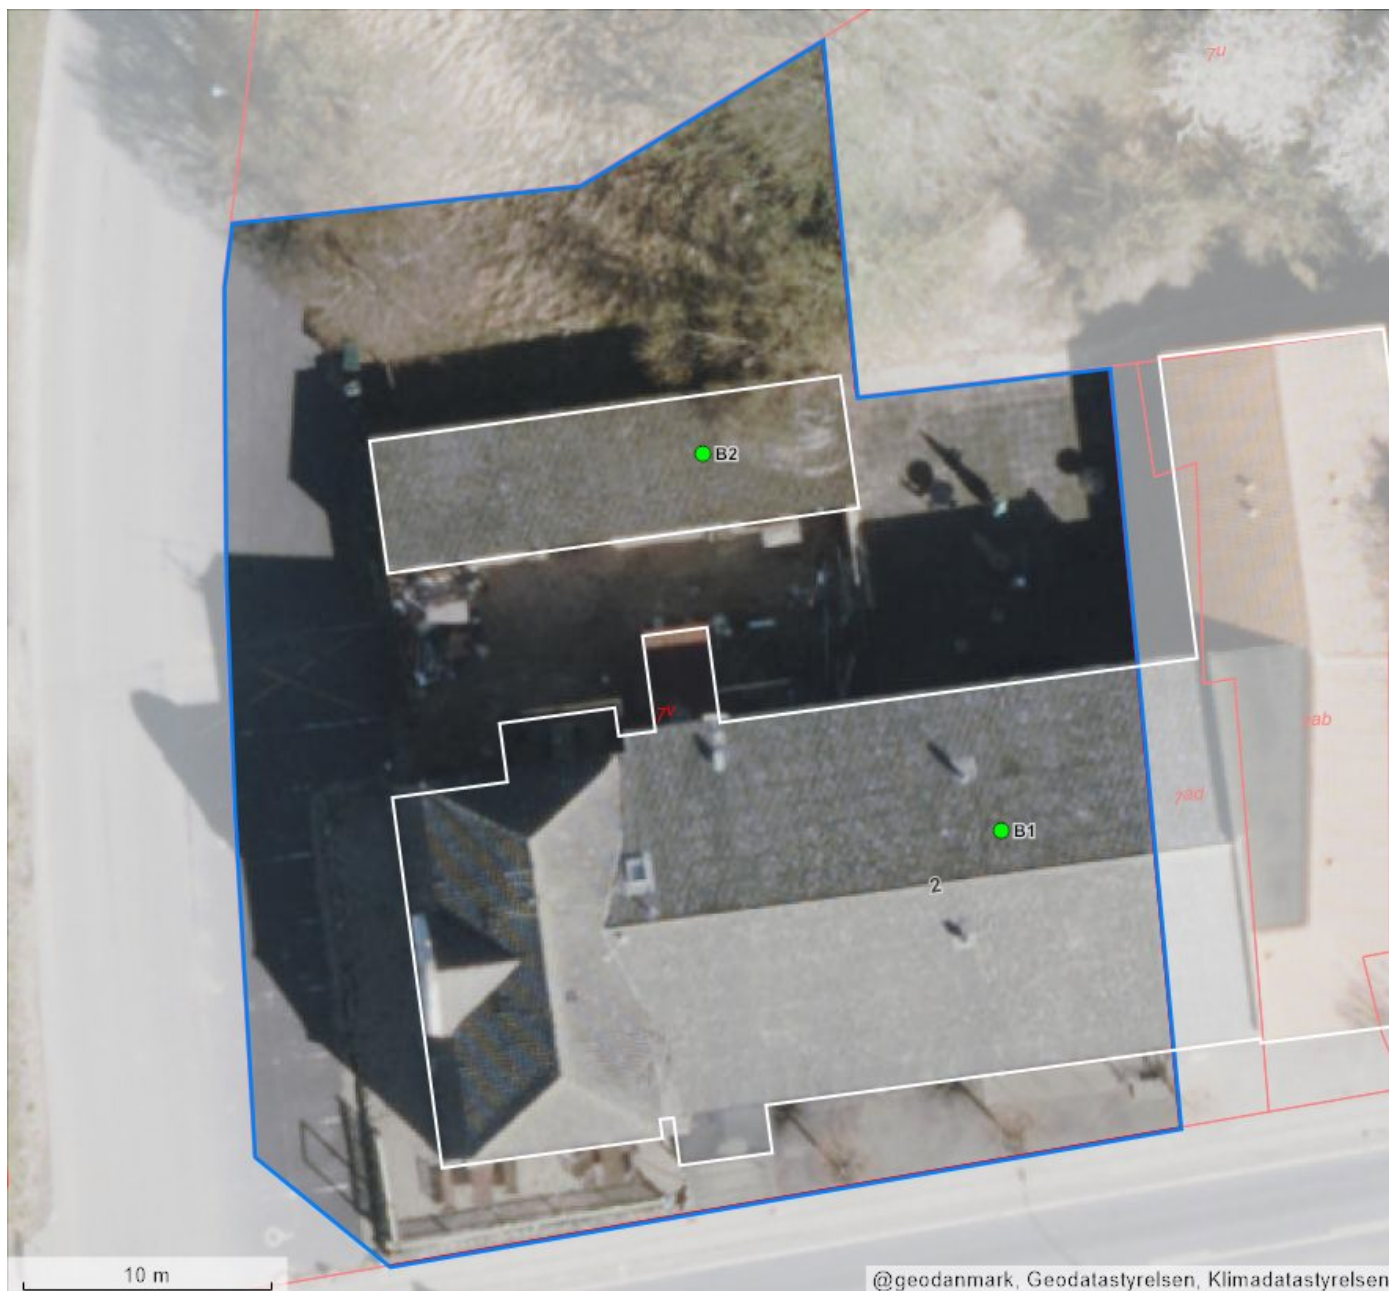 7u
B2
7v
7ab
7ad
B1
2
10 m
@geodanmark, Geodatastyrelsen, Klimadatastyrelsen